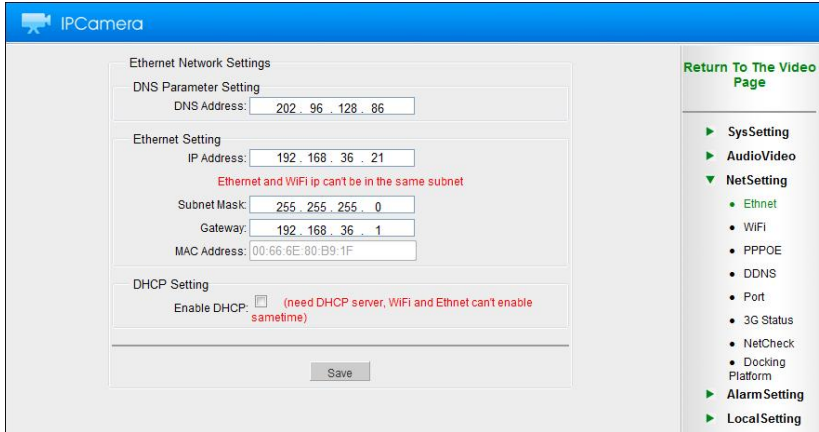 IPCamera
Ethernet Network Settings
DNS Parameter Setting
DNS Address: 202 . 96 . 128 . 86
Ethernet Setting
IP Address: 192 . 168 . 36 . 21
Ethernet and WiFi ip can't be in the same subnet
Subnet Mask: 255 . 255 . 255 . 0
Gateway: 192 . 168 . 36 . 1
MAC Address: 00:66:6E:80:B9:1F
DHCP Setting
Enable DHCP: (need DHCP server, WiFi and Ethnet can't enable
sametime)
Save
Return To The Video
Page
SysSetting
AudioVideo
NetSetting
Ethnet
WiFi
PPPOE
DDNS
Port
3G Status
NetCheck
Docking
Platform
AlarmSetting
LocalSetting